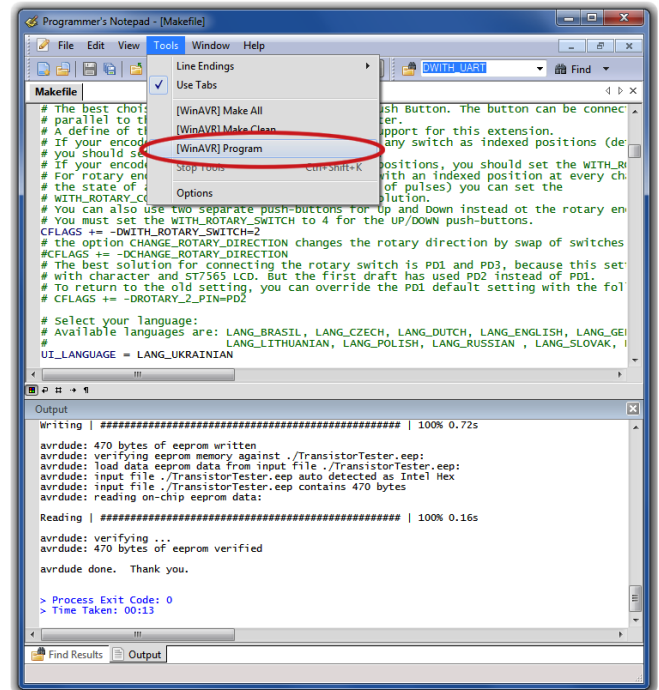 Programmer's Notepad - [Makefile]
File Edit View Tools Window Help
DWITH_UART Find
Makefile
Line Endings
Use Tabs
[WinAVR] Make All
[WinAVR] Make Clean
[WinAVR] Program
Stop Tools Ctrl+Shift+K
Options
# The best choi sh Button. The button can be connec
# parallel to th ter.
# A define of th upport for this extension.
# If your encod any switch as indexed positions (de
# you should se
# If your encod ositions, you should set the WITH_R
# For rotary en with an indexed position at every ch
# the state of a of pulses) you can set the
# WITH_ROTARY_CO lution.
# You can also use two separate push-buttons for Up and Down instead ot the rotary en
# You must set the WITH_ROTARY_SWITCH to 4 for the UP/DOWN push-buttons.
CFLAGS += -DWITH_ROTARY_SWITCH=2
# the option CHANGE_ROTARY_DIRECTION changes the rotary direction by swap of switches
#CFLAGS += -DCHANGE_ROTARY_DIRECTION
# The best solution for connecting the rotary switch is PD1 and PD3, because this set
# with character and ST7565 LCD. But the first draft has used PD2 instead of PD1.
# To return to the old setting, you can override the PD1 default setting with the fol
# CFLAGS += -DROTARY_2_PIN=PD2
# Select your language:
# Available languages are: LANG_BRASIL, LANG_CZECH, LANG_DUTCH, LANG_ENGLISH, LANG_GE
# LANG_LITHUANIAN, LANG_POLISH, LANG_RUSSIAN , LANG_SLOVAK,
UI_LANGUAGE = LANG_UKRAINIAN
Output
Writing | ################################################## | 100% 0.72s
avrdude: 470 bytes of eeprom written
avrdude: verifying eeprom memory against ./TransistorTester.eep:
avrdude: load data eeprom data from input file ./TransistorTester.eep:
avrdude: input file ./TransistorTester.eep auto detected as Intel Hex
avrdude: input file ./TransistorTester.eep contains 470 bytes
avrdude: reading on-chip eeprom data:
Reading | ################################################## | 100% 0.16s
avrdude: verifying ...
avrdude: 470 bytes of eeprom verified
avrdude done.  Thank you.
> Process Exit Code: 0
> Time Taken: 00:13
Find Results Output